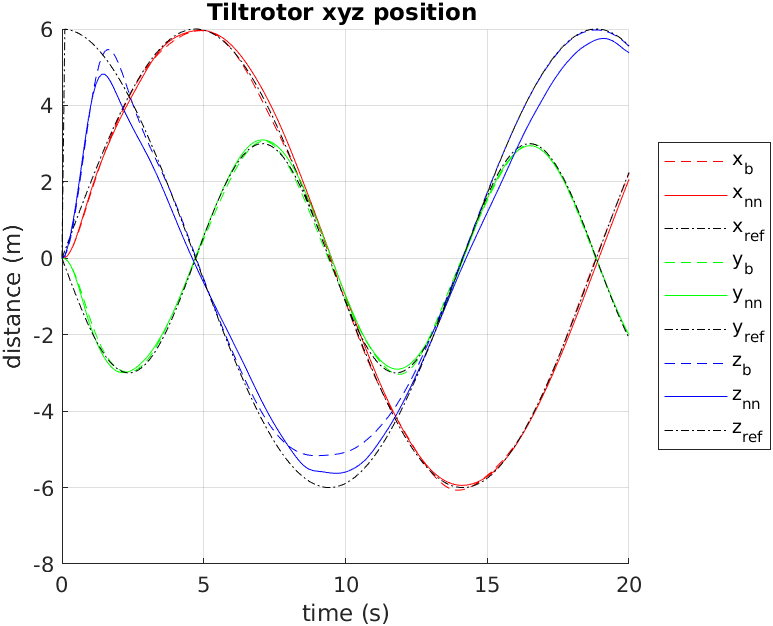 Tiltrotor xyz position
6
4
2
0
-2
-4
-6
-8
0 5 10 15 20
distance (m)
time (s)
x_b
x_nn
x_ref
y_b
y_nn
y_ref
z_b
z_nn
z_ref